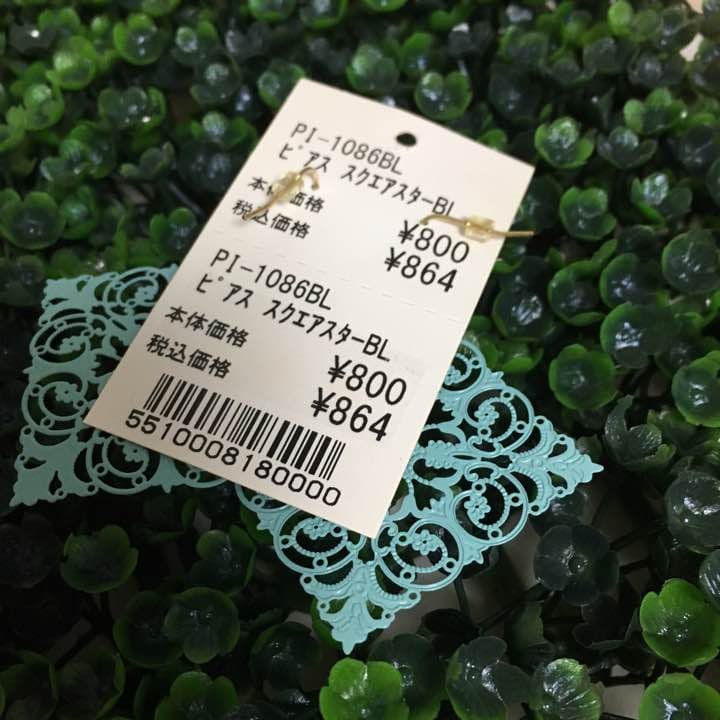 PI-1086BL
ピアス スクエアスターBL
本体価格 ¥800
税込価格 ¥864
PI-1086BL
ピアス スクエアスターBL
本体価格 ¥800
税込価格 ¥864
5510008180000